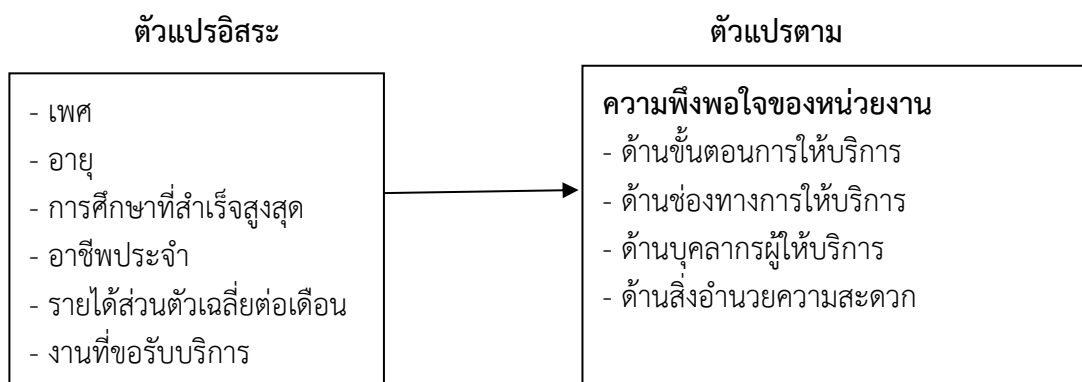 ตัวแปรอิสระ
- เพศ
- อายุ
- การศึกษาที่สำเร็จสูงสุด
- อาชีพประจำ
- รายได้ส่วนตัวเฉลี่ยต่อเดือน
- งานที่ขอรับบริการ
ตัวแปรตาม
ความพึงพอใจของหน่วยงาน
- ด้านขั้นตอนการให้บริการ
- ด้านช่องทางการให้บริการ
- ด้านบุคลากรผู้ให้บริการ
- ด้านสิ่งอำนวยความสะดวก